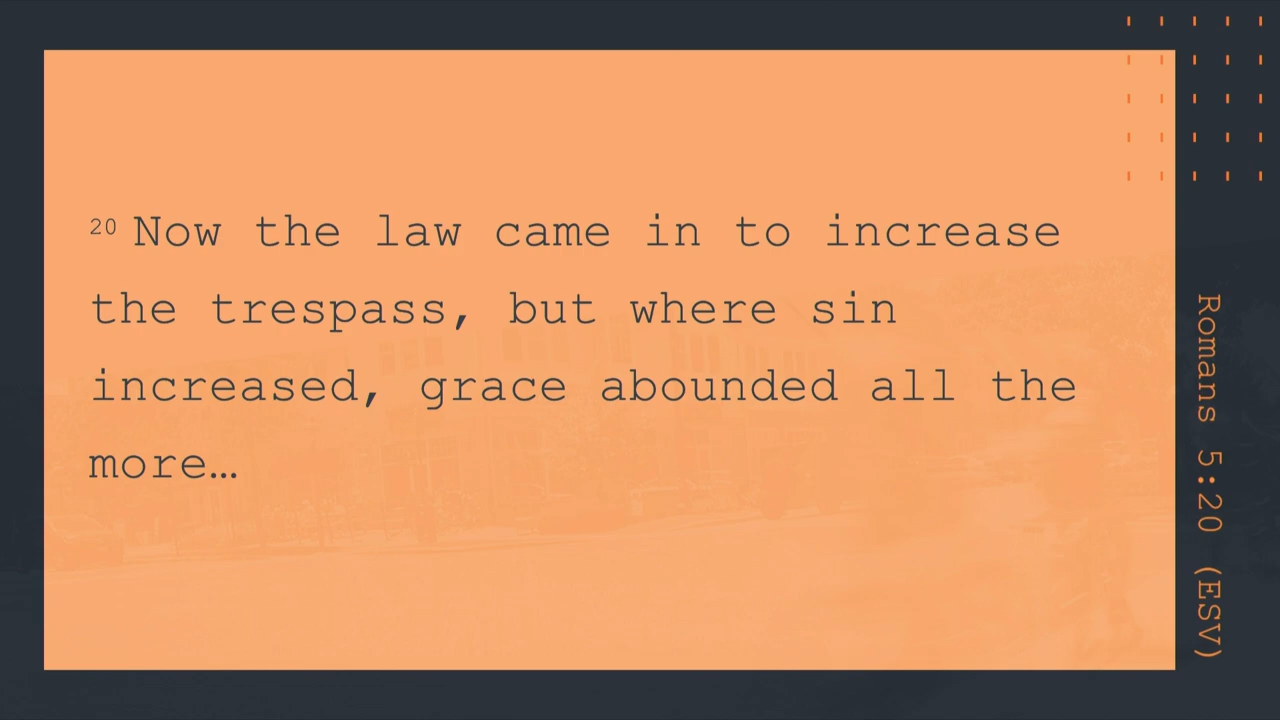 20 Now the law came in to increase
the trespass, but where sin
increased, grace abounded all the
more…
Romans 5:20 (ESV)